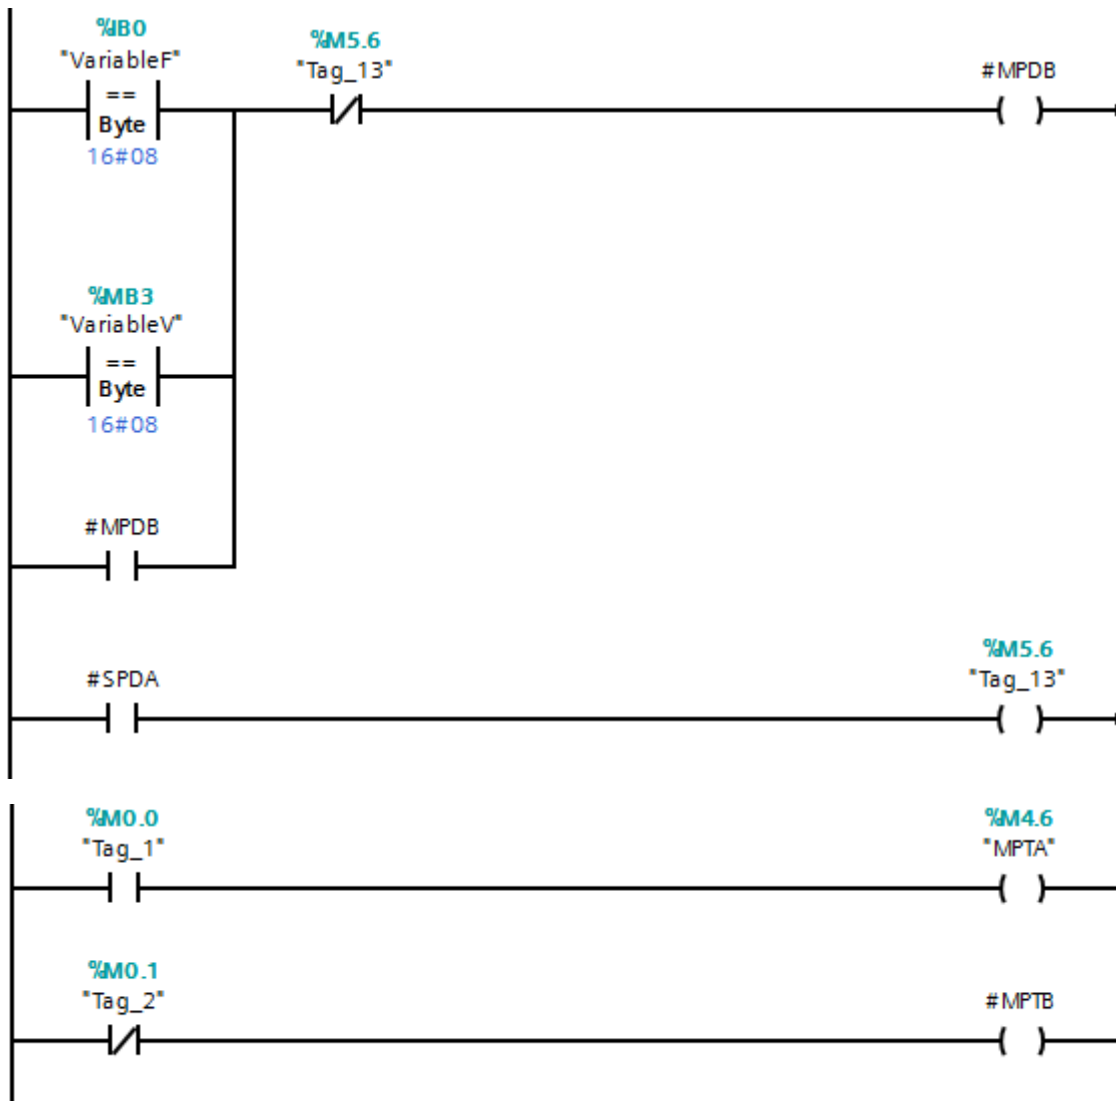 %IB0
"VariableF"
==
Byte
16#08
%M5.6
"Tag_13"
#MPDB
%MB3
"VariableV"
==
Byte
16#08
#MPDB
#SPDA
%M5.6
"Tag_13"
%M0.0
"Tag_1"
%M4.6
"MPTA"
%M0.1
"Tag_2"
#MPTB